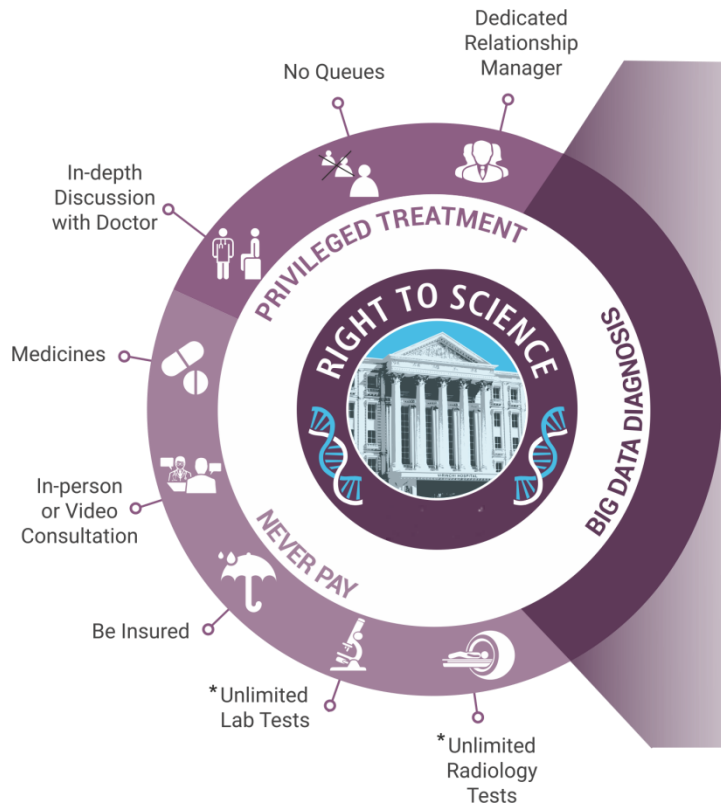 Dedicated
Relationship
Manager
No Queues
In-depth
Discussion
with Doctor
Medicines
In-person
or Video
Consultation
Be Insured
*Unlimited
Lab Tests
*Unlimited
Radiology
Tests
PRIVILEGED TREATMENT
NEVER PAY
BIG DATA DIAGNOSIS
RIGHT TO SCIENCE